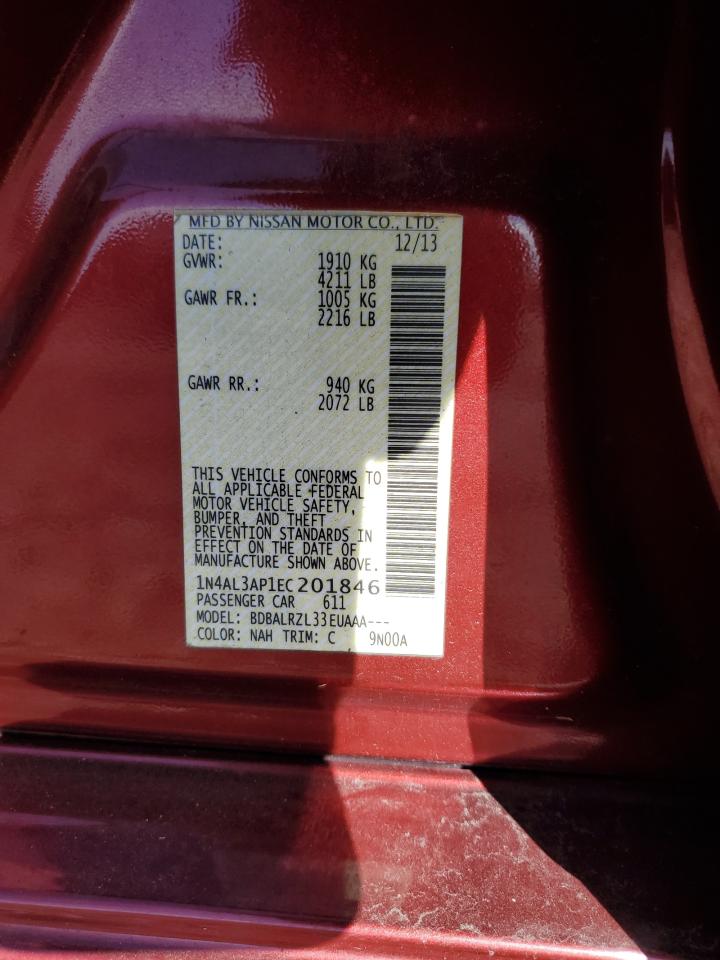 MFD BY NISSAN MOTOR CO., LTD.
DATE: 12/13
GVWR: 1910 KG
4211 LB
GAWR FR.: 1005 KG
2216 LB
GAWR RR.: 940 KG
2072 LB
THIS VEHICLE CONFORMS TO
ALL APPLICABLE FEDERAL
MOTOR VEHICLE SAFETY,
BUMPER, AND THEFT
PREVENTION STANDARDS IN
EFFECT ON THE DATE OF
MANUFACTURE SHOWN ABOVE.
1N4AL3AP1EC201846
PASSENGER CAR 611
MODEL: BDBALRZL33EUAAA---
COLOR: NAH TRIM: C 9N00A